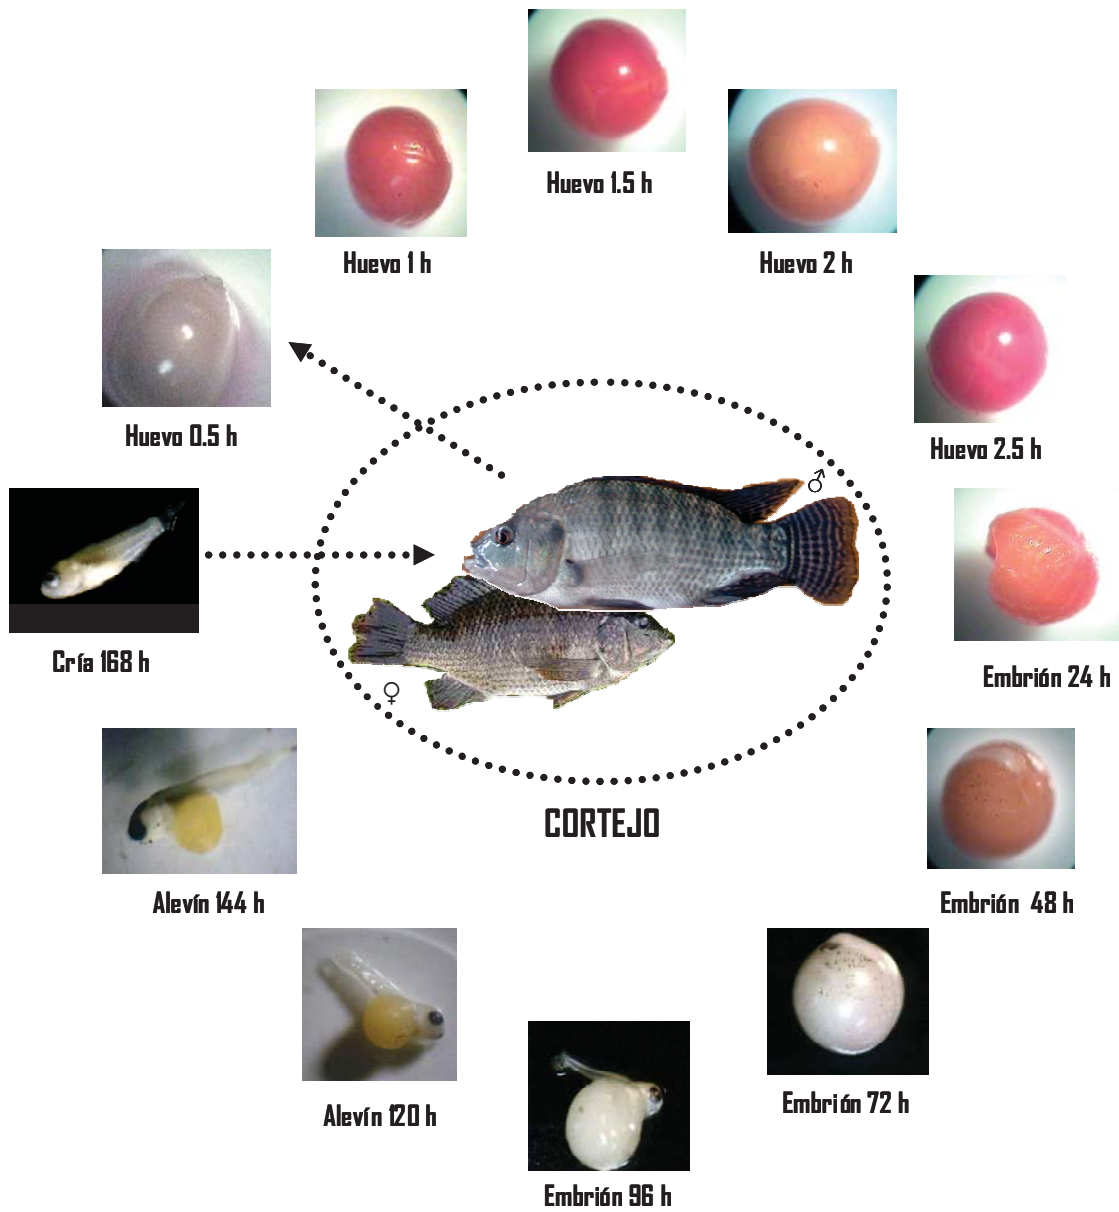 Huevo 1.5 h
Huevo 1 h
Huevo 2 h
Huevo 0.5 h
Huevo 2.5 h
♂
Cría 168 h
Embrión 24 h
♀
CORTEJO
Alevín 144 h
Embrión 48 h
Alevín 120 h
Embrión 72 h
Embrión 96 h